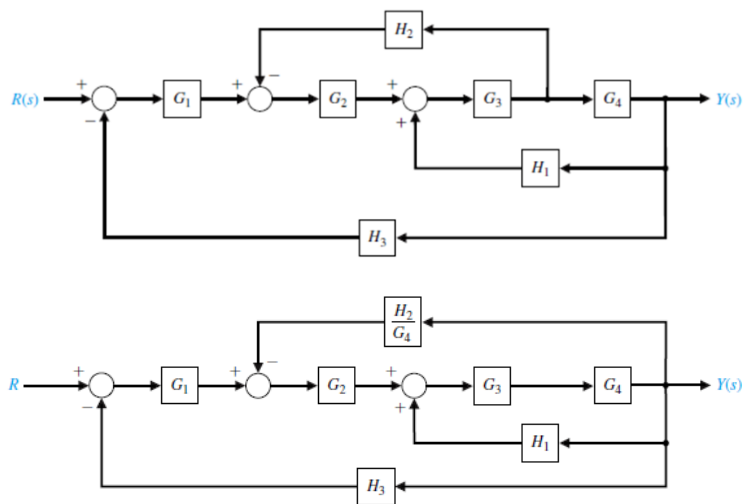 H₂
+ + − +
R(s) G₁ G₂ G₃ G₄ Y(s)
− +
H₁
H₃
H₂
G₄
+ + − +
R G₁ G₂ G₃ G₄ Y(s)
− +
H₁
H₃